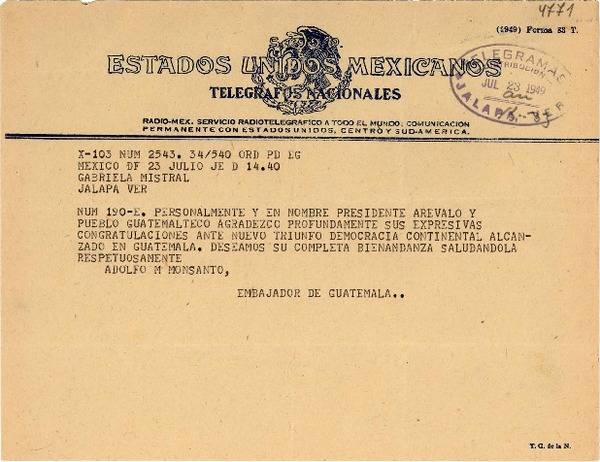 4771
(1949) Forma 83 T.
ESTADOS UNIDOS MEXICANOS
TELEGRAFOS NACIONALES
TELEGRAMAS
JUL 23 1949
JALAPA, VER
RADIO-MEX. SERVICIO RADIOTELEGRAFICO A TODO EL MUNDO; COMUNICACION
PERMANENTE CON ESTADOS UNIDOS, CENTRO Y SUD-AMERICA.
X-103 NUM 2543. 34/540 ORD PD EG
MEXICO DF 23 JULIO JE D 14.40
GABRIELA MISTRAL
JALAPA VER
NUM 190-E. PERSONALMENTE Y EN NOMBRE PRESIDENTE AREVALO Y
PUEBLO GUATEMALTECO AGRADEZCO PROFUNDAMENTE SUS EXPRESIVAS
CONGRATULACIONES ANTE NUEVO TRIUNFO DEMOCRACIA CONTINENTAL ALCAN-
ZADO EN GUATEMALA. DESEAMOS SU COMPLETA BIENANDANZA SALUDANDOLA
RESPETUOSAMENTE
ADOLFO M MONSANTO,
EMBAJADOR DE GUATEMALA..
T. G. de la N.